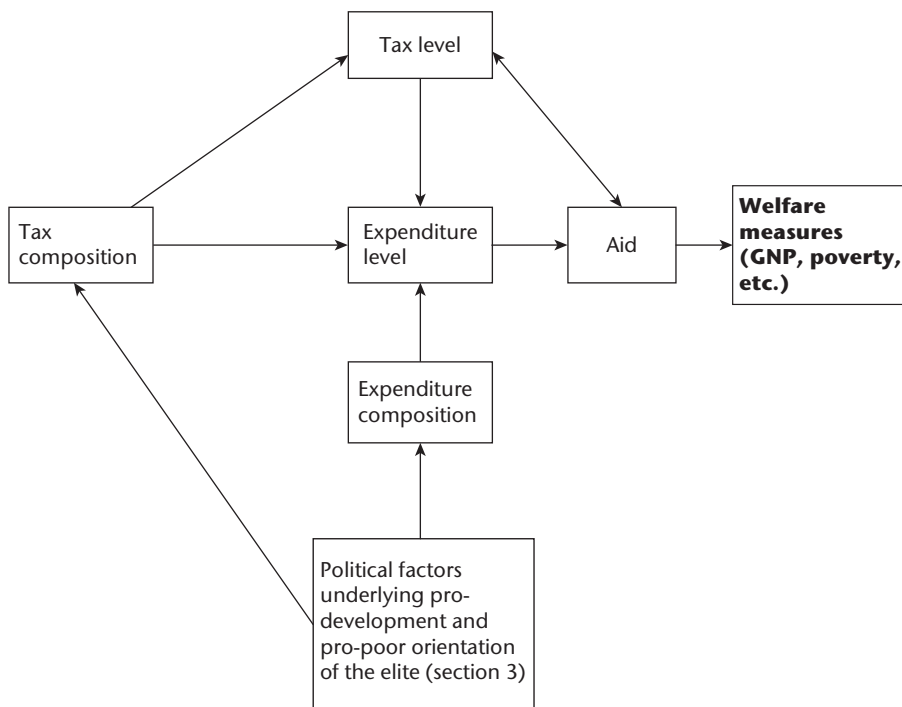 Tax level
Tax
composition
Expenditure
level
Aid
Welfare
measures
(GNP, poverty,
etc.)
Expenditure
composition
Political factors
underlying pro-
development and
pro-poor orientation
of the elite (section 3)